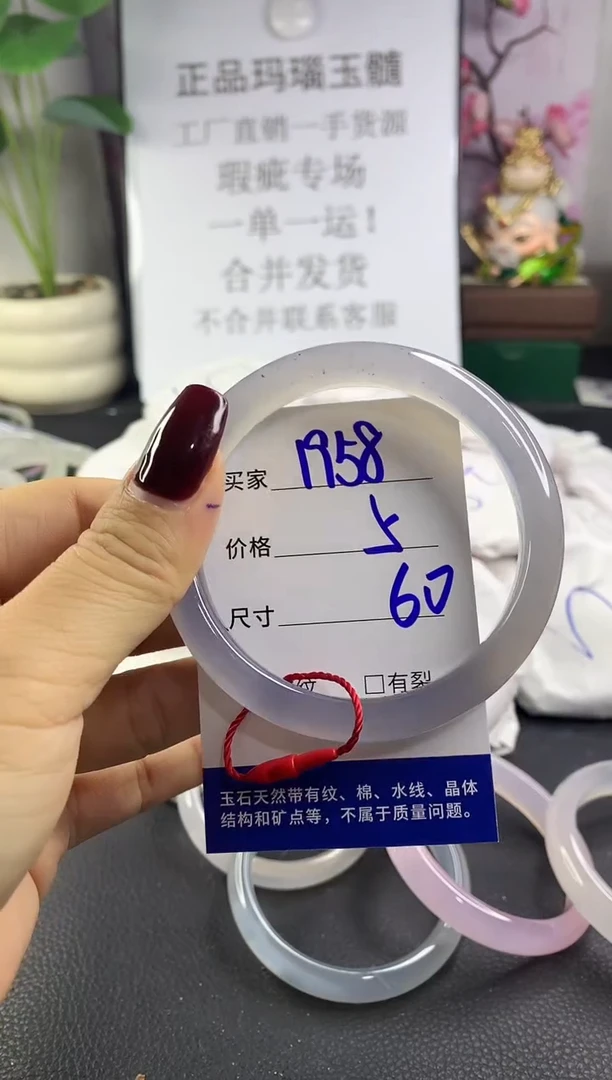 正品玛瑙玉髓
工厂直销一手货源
瑕疵专场
一单一运！
合并发货
不合并联系客服
买家 1958
价格 5
尺寸 60
纹 □有裂
玉石天然带有纹、棉、水线、晶体
结构和矿点等，不属于质量问题。